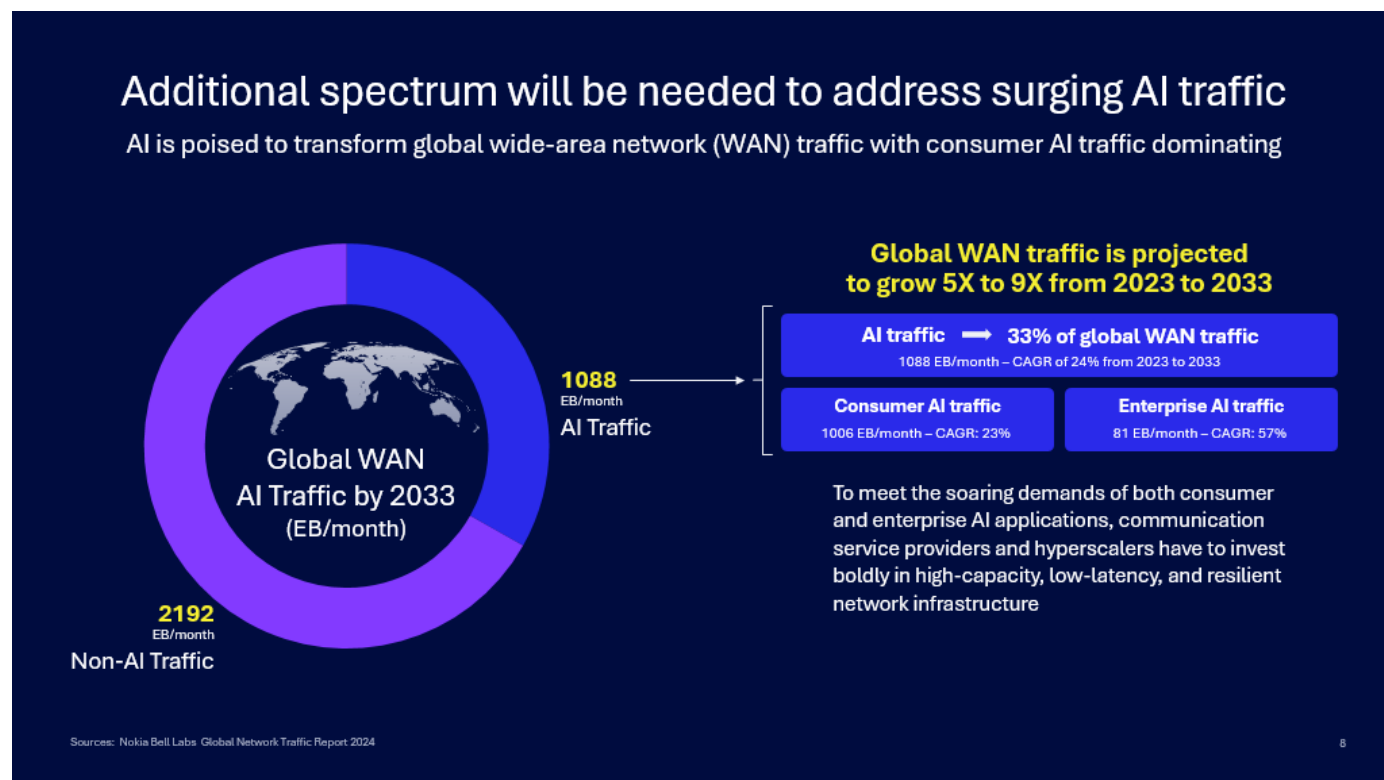 Additional spectrum will be needed to address surging AI traffic
AI is poised to transform global wide-area network (WAN) traffic with consumer AI traffic dominating
Global WAN
AI Traffic by 2033
(EB/month)
1088
EB/month
AI Traffic
2192
EB/month
Non-AI Traffic
Global WAN traffic is projected
to grow 5X to 9X from 2023 to 2033
AI traffic 33% of global WAN traffic
1088 EB/month – CAGR of 24% from 2023 to 2033
Consumer AI traffic
1006 EB/month – CAGR: 23%
Enterprise AI traffic
81 EB/month – CAGR: 57%
To meet the soaring demands of both consumer
and enterprise AI applications, communication
service providers and hyperscalers have to invest
boldly in high-capacity, low-latency, and resilient
network infrastructure
Sources: Nokia Bell Labs Global Network Traffic Report 2024
8